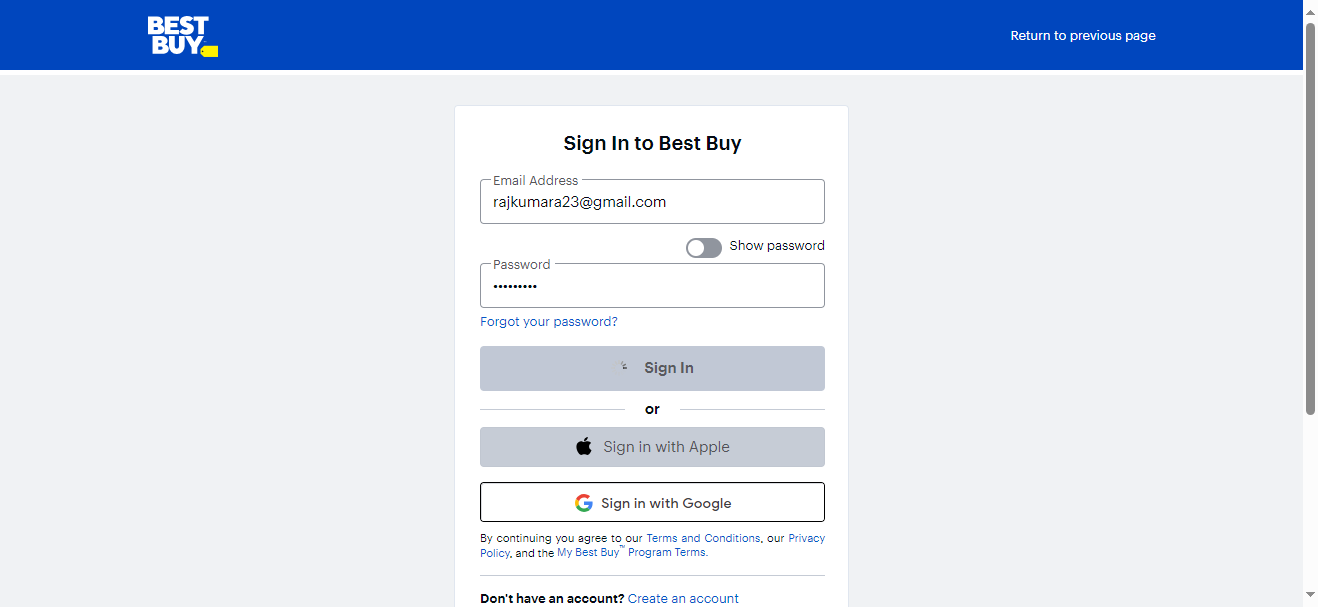 BEST
BUY
Return to previous page
Sign In to Best Buy
Email Address
rajkumara23@gmail.com
Show password
Password
•••••••••
Forgot your password?
Sign In
or
Sign in with Apple
Sign in with Google
By continuing you agree to our Terms and Conditions, our Privacy
Policy, and the My Best Buy™ Program Terms.
Don't have an account? Create an account